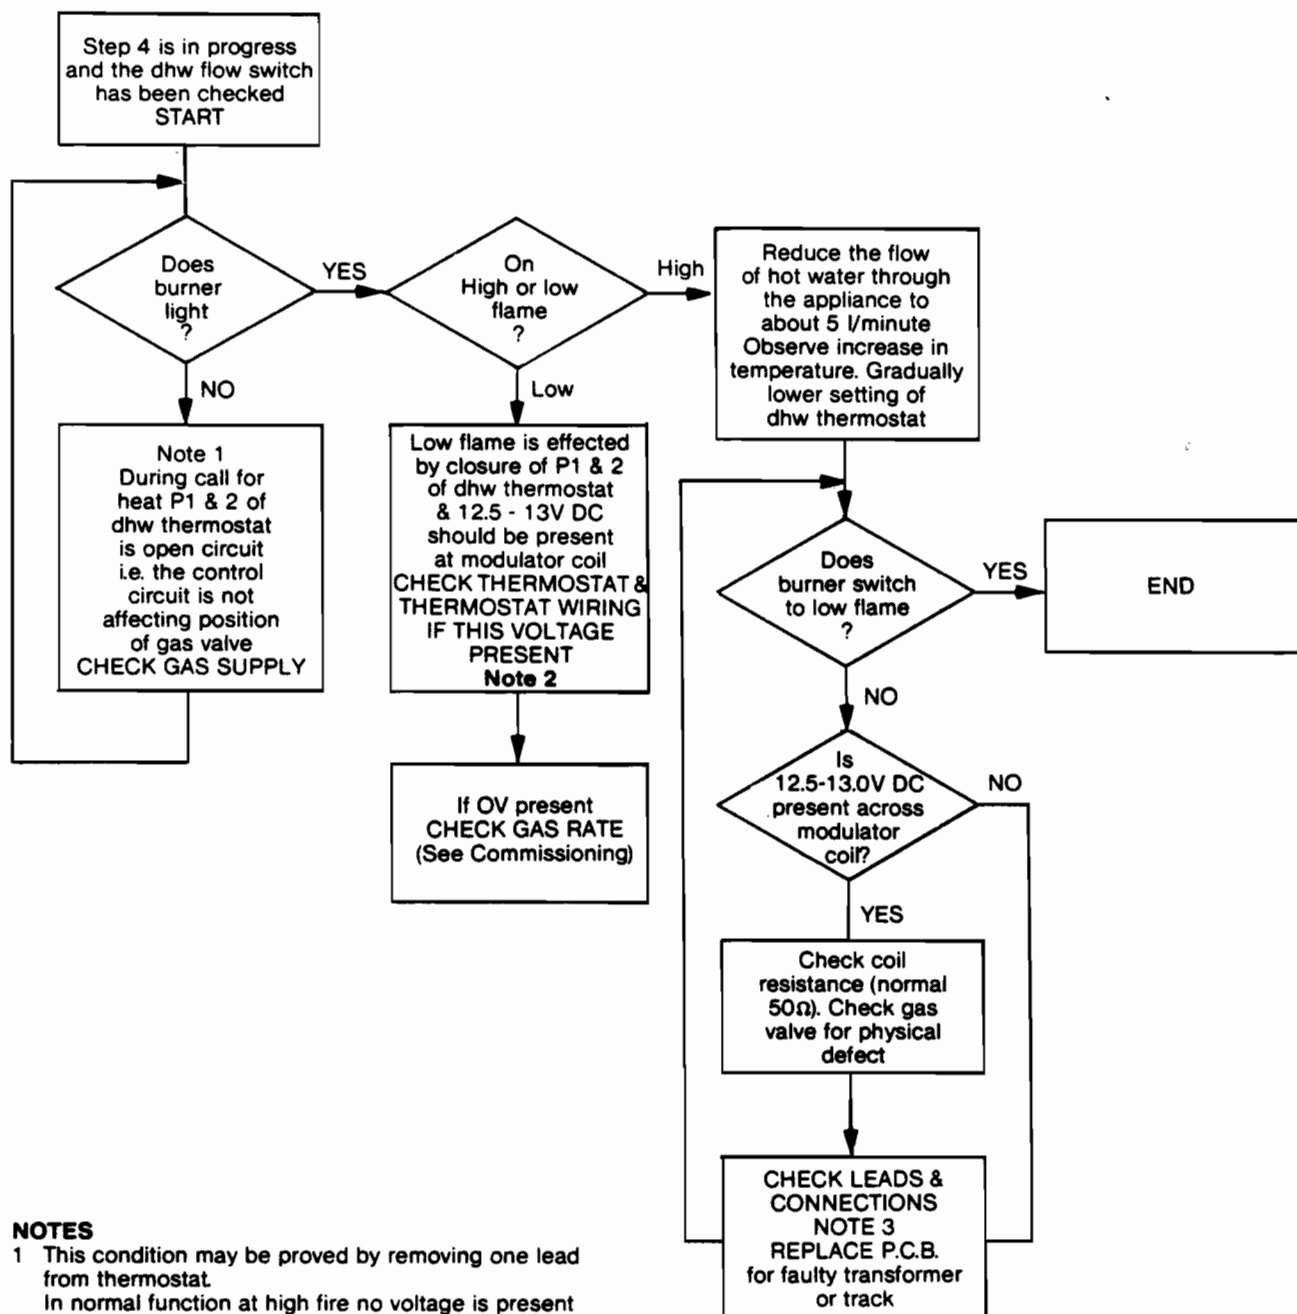 Step 4 is in progress
and the dhw flow switch
has been checked
START
Does
burner
light
?
YES
NO
Note 1
During call for
heat P1 & 2 of
dhw thermostat
is open circuit
i.e. the control
circuit is not
affecting position
of gas valve
CHECK GAS SUPPLY
On
High or low
flame
?
High
Low
Low flame is effected
by closure of P1 & 2
of dhw thermostat
& 12.5 - 13V DC
should be present
at modulator coil
CHECK THERMOSTAT &
THERMOSTAT WIRING
IF THIS VOLTAGE
PRESENT
Note 2
If OV present
CHECK GAS RATE
(See Commissioning)
Reduce the flow
of hot water through
the appliance to
about 5 l/minute
Observe increase in
temperature. Gradually
lower setting of
dhw thermostat
Does
burner switch
to low flame
?
YES
END
NO
Is
12.5-13.0V DC
present across
modulator
coil?
NO
YES
Check coil
resistance (normal
50Ω). Check gas
valve for physical
defect
CHECK LEADS &
CONNECTIONS
NOTE 3
REPLACE P.C.B.
for faulty transformer
or track
NOTES
1 This condition may be proved by removing one lead
from thermostat.
In normal function at high fire no voltage is present